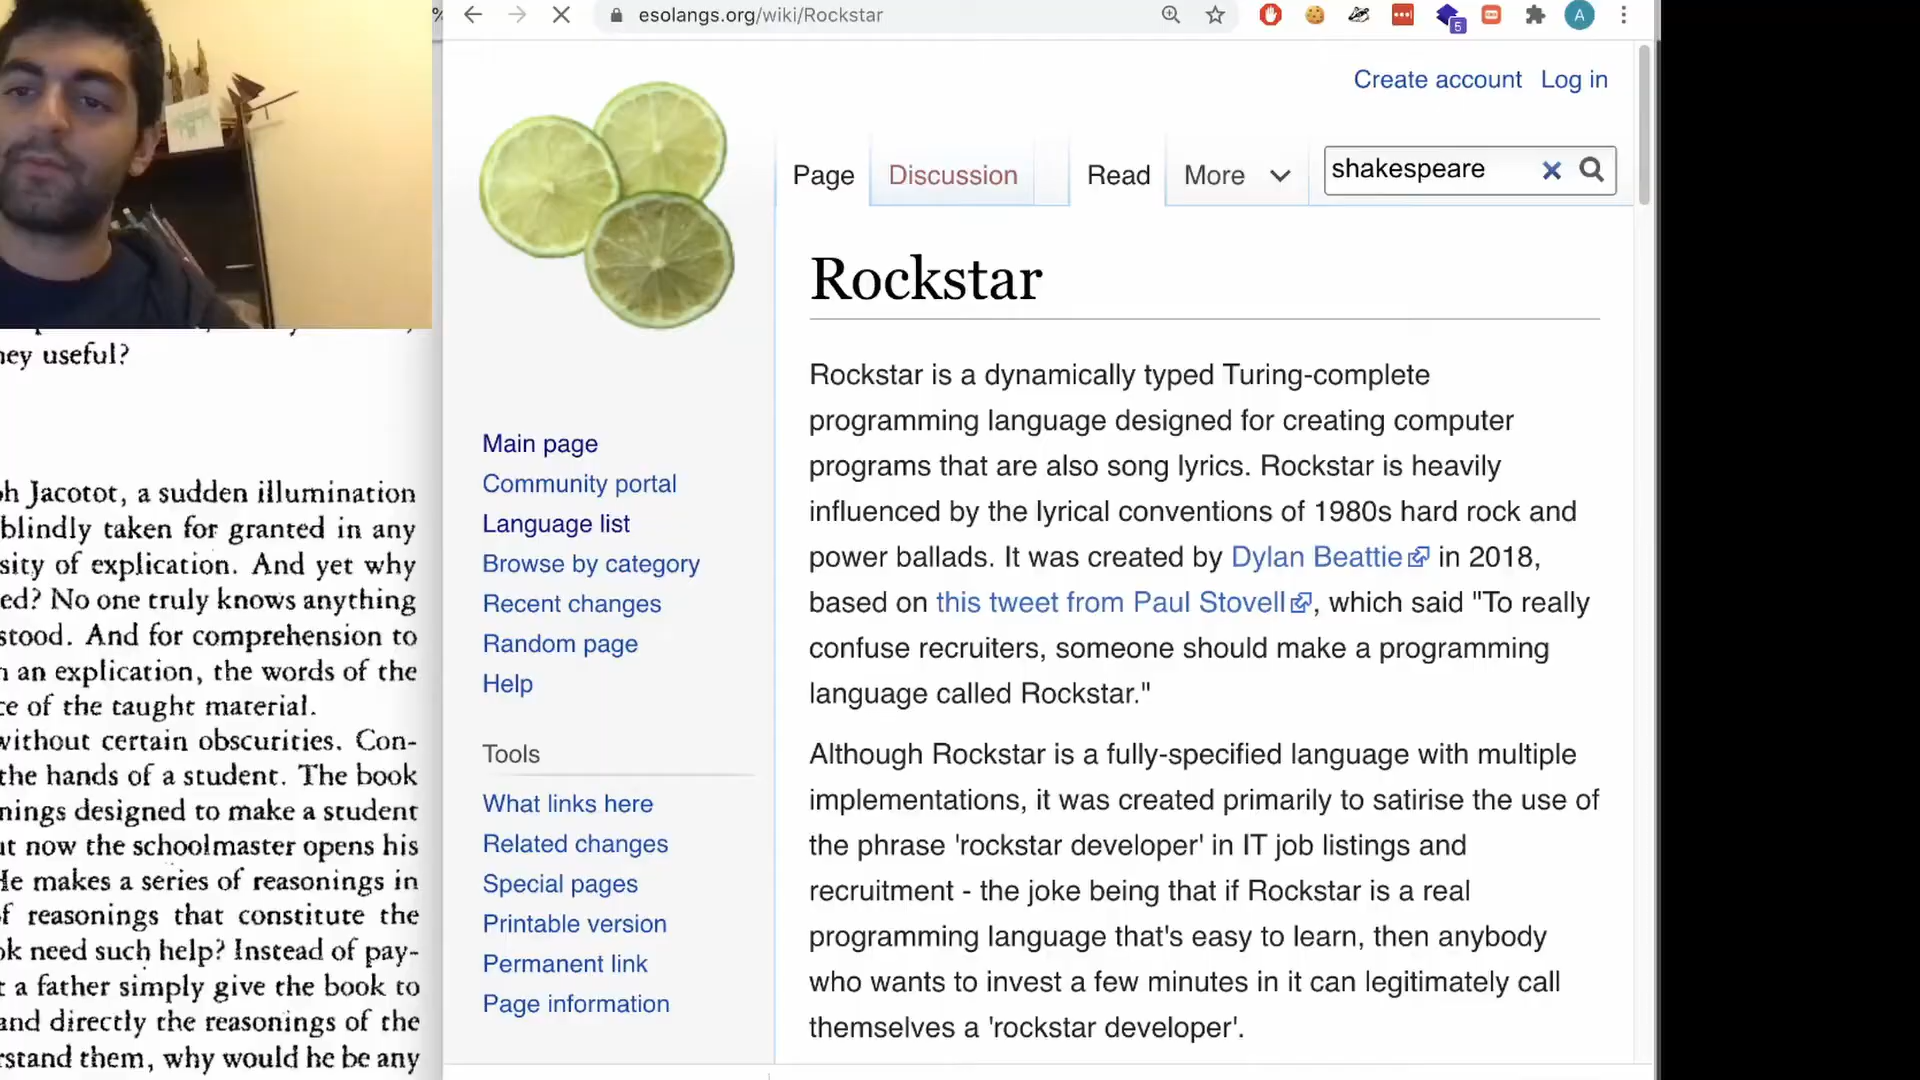 esolangs.org/wiki/Rockstar
5
A
Create account Log in
Page Discussion Read More shakespeare
Rockstar
Rockstar is a dynamically typed Turing-complete
programming language designed for creating computer
programs that are also song lyrics. Rockstar is heavily
influenced by the lyrical conventions of 1980s hard rock and
power ballads. It was created by Dylan Beattie in 2018,
based on this tweet from Paul Stovell, which said "To really
confuse recruiters, someone should make a programming
language called Rockstar."
Although Rockstar is a fully-specified language with multiple
implementations, it was created primarily to satirise the use of
the phrase 'rockstar developer' in IT job listings and
recruitment - the joke being that if Rockstar is a real
programming language that's easy to learn, then anybody
who wants to invest a few minutes in it can legitimately call
themselves a 'rockstar developer'.
Main page
Community portal
Language list
Browse by category
Recent changes
Random page
Help
Tools
What links here
Related changes
Special pages
Printable version
Permanent link
Page information
useful?
Jacotot, a sudden illumination
blindly taken for granted in any
of explication. And yet why
No one truly knows anything
And for comprehension to
an explication, the words of the
of the taught material.
without certain obscurities. Con-
the hands of a student. The book
designed to make a student
now the schoolmaster opens his
He makes a series of reasonings in
reasonings that constitute the
need such help? Instead of pay-
a father simply give the book to
and directly the reasonings of the
them, why would he be any